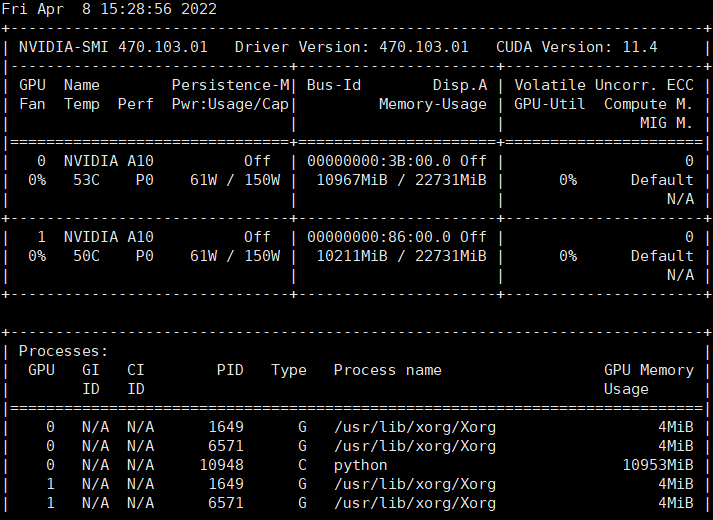 Fri Apr  8 15:28:56 2022
+-----------------------------------------------------------------------------+
| NVIDIA-SMI 470.103.01   Driver Version: 470.103.01   CUDA Version: 11.4     |
|-------------------------------+----------------------+----------------------+
| GPU  Name        Persistence-M| Bus-Id        Disp.A | Volatile Uncorr. ECC |
| Fan  Temp  Perf  Pwr:Usage/Cap|         Memory-Usage | GPU-Util  Compute M. |
|                               |                      |               MIG M. |
|===============================+======================+======================|
|   0  NVIDIA A10          Off  | 00000000:3B:00.0 Off |                    0 |
|  0%   53C    P0    61W / 150W |  10967MiB / 22731MiB |      0%      Default |
|                               |                      |                  N/A |
+-------------------------------+----------------------+----------------------+
|   1  NVIDIA A10          Off  | 00000000:86:00.0 Off |                    0 |
|  0%   50C    P0    61W / 150W |  10211MiB / 22731MiB |      0%      Default |
|                               |                      |                  N/A |
+-------------------------------+----------------------+----------------------+

+-----------------------------------------------------------------------------+
| Processes:                                                                  |
|  GPU   GI   CI        PID   Type   Process name                  GPU Memory |
|        ID   ID                                                   Usage      |
|=============================================================================|
|    0   N/A  N/A      1649      G   /usr/lib/xorg/Xorg                  4MiB |
|    0   N/A  N/A      6571      G   /usr/lib/xorg/Xorg                  4MiB |
|    0   N/A  N/A     10948      C   python                          10953MiB |
|    1   N/A  N/A      1649      G   /usr/lib/xorg/Xorg                  4MiB |
|    1   N/A  N/A      6571      G   /usr/lib/xorg/Xorg                  4MiB |